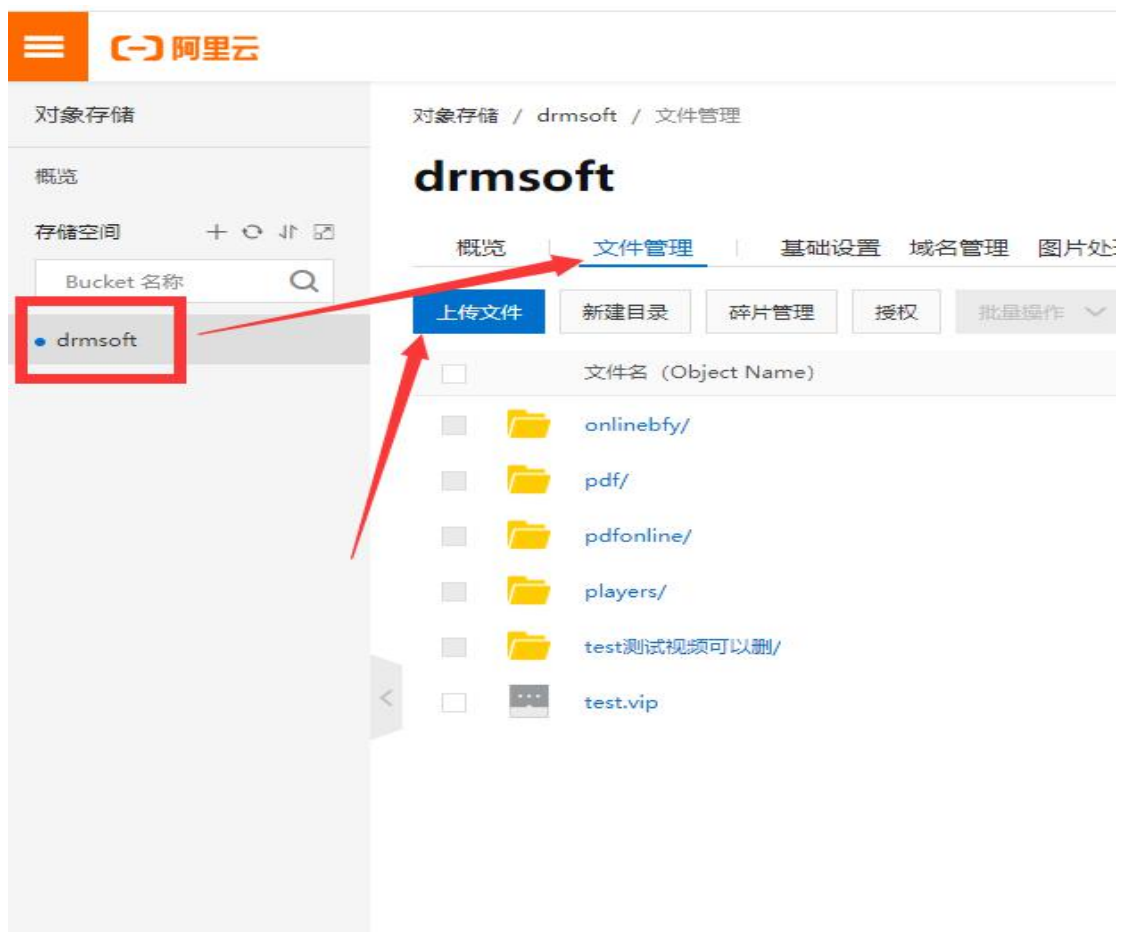 阿里云
对象存储
对象存储 / drmsoft / 文件管理
概览
drmsoft
存储空间
概览 文件管理 基础设置 域名管理 图片处
Bucket 名称
上传文件 新建目录 碎片管理 授权 批量操作
drmsoft
文件名（Object Name）
onlinebfy/
pdf/
pdfonline/
players/
test测试视频可以删/
test.vip